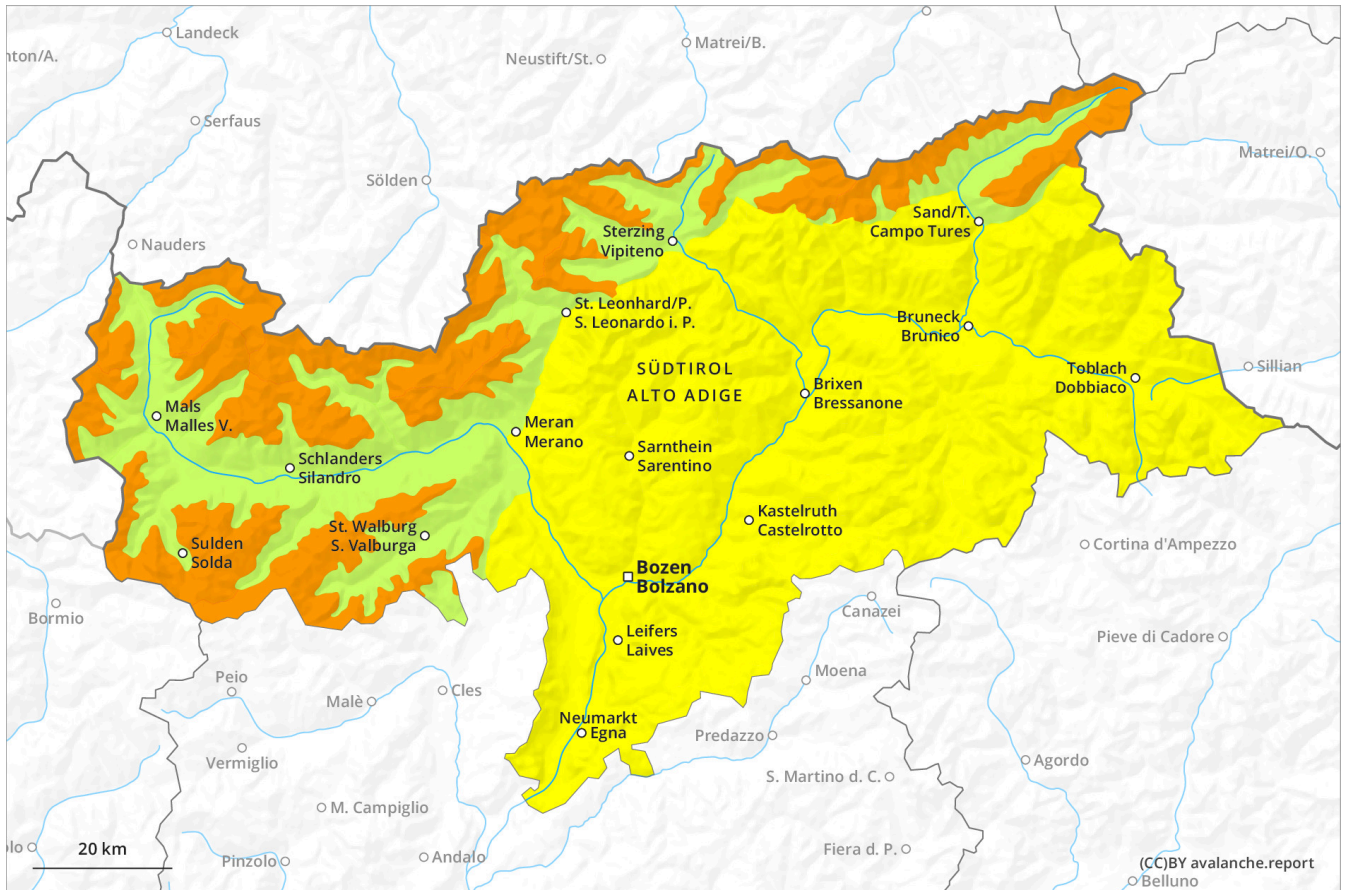 Landeck
nton/A.
Matrei/B.
Neustift/St.
Serfaus
Matrei/O.
Sölden
Nauders
Sand/T.
Campo Tures
Sterzing
Vipiteno
St. Leonhard/P.
S. Leonardo i. P.
Bruneck
Brunico
SÜDTIROL
ALTO ADIGE
Toblach
Dobbiaco
Sillian
Brixen
Bressanone
Mals
Malles V.
Meran
Merano
Sarnthein
Sarentino
Schlanders
Silandro
Kastelruth
Castelrotto
St. Walburg
S. Valburga
Sulden
Solda
Cortina d'Ampezzo
Bozen
Bolzano
Bormio
Canazei
Leifers
Laives
Pieve di Cadore
Peio
Malè
Cles
Moena
Neumarkt
Egna
Predazzo
Vermiglio
Agordo
S. Martino d. C.
M. Campiglio
lo
20 km
Pinzolo
Andalo
Fiera d. P.
(CC)BY avalanche.report
Belluno